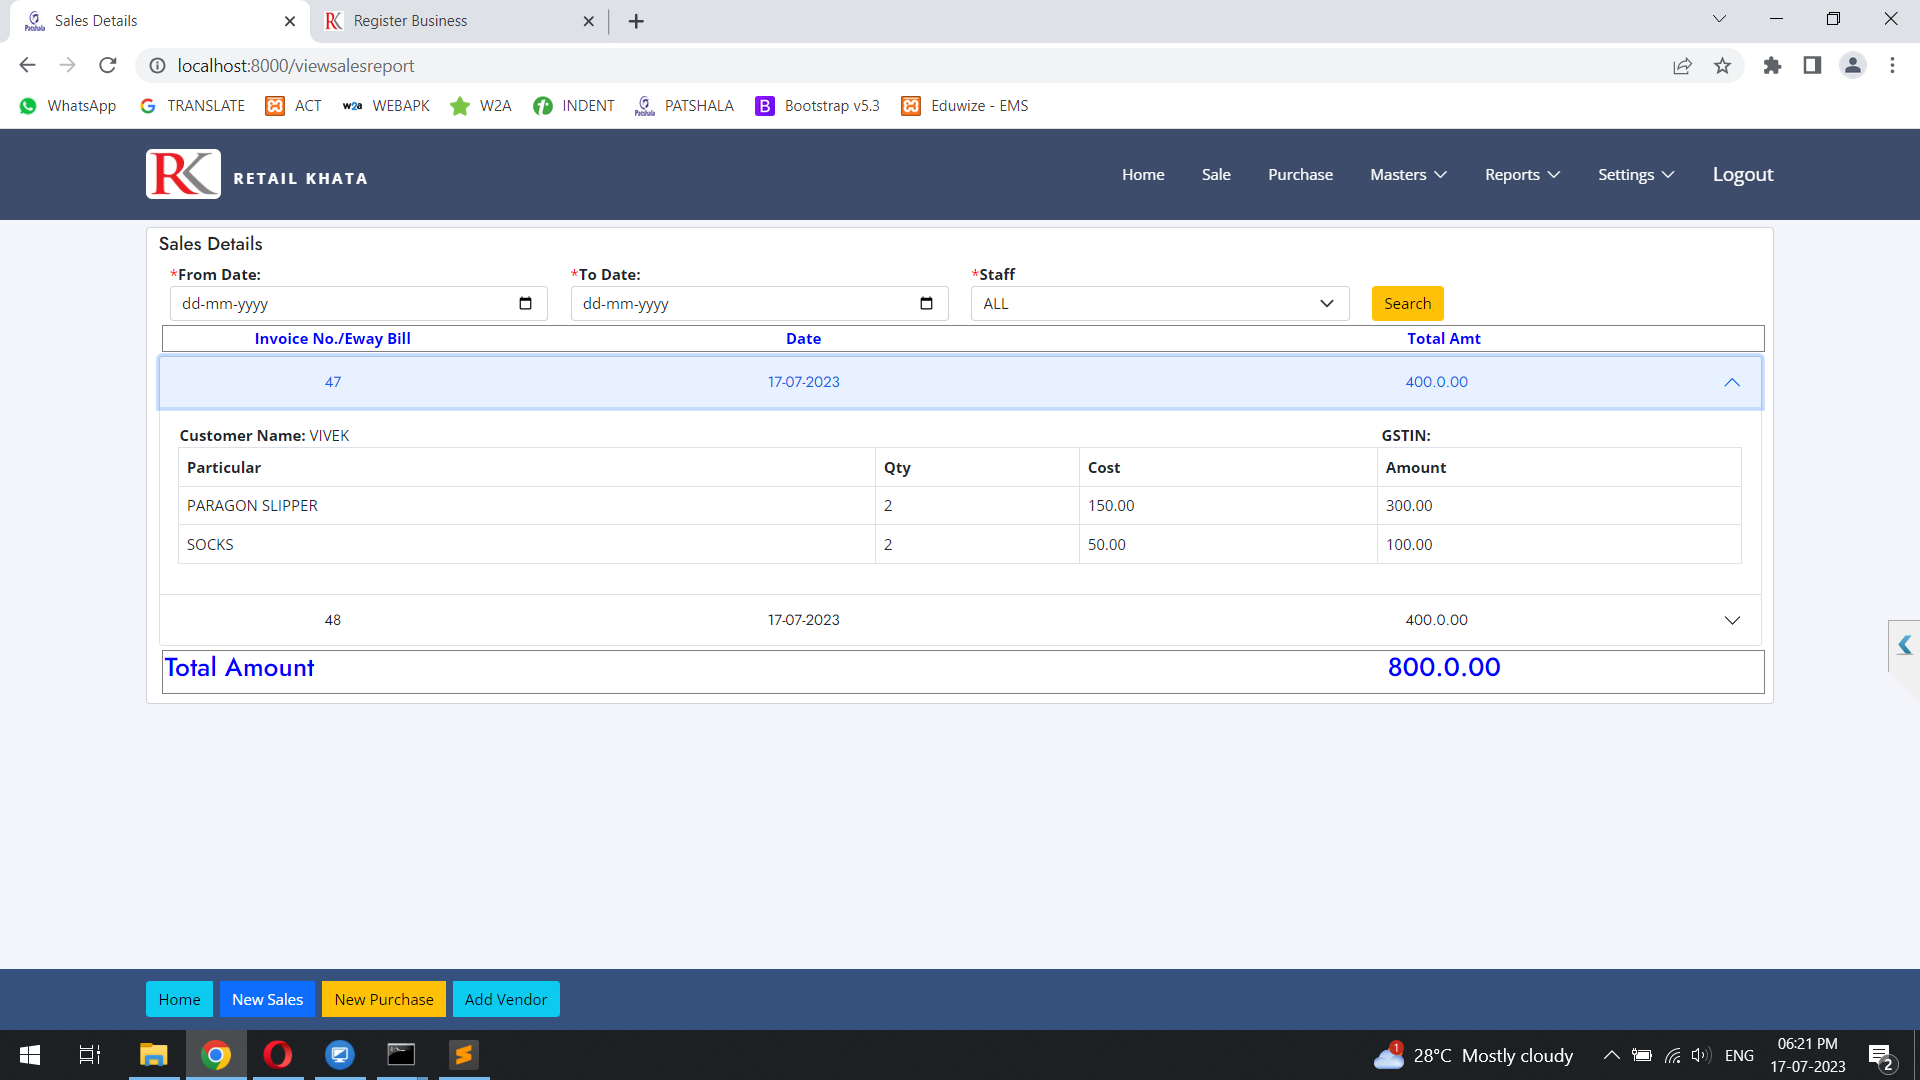 Sales Details
Register Business
localhost:8000/viewsalesreport
WhatsApp TRANSLATE ACT w2a WEBAPK W2A INDENT Patshala PATSHALA B Bootstrap v5.3 Eduwize - EMS
RK RETAIL KHATA
Home Sale Purchase Masters Reports Settings Logout
Sales Details
*From Date: *To Date: *Staff
dd-mm-yyyy dd-mm-yyyy ALL Search
Invoice No./Eway Bill Date Total Amt
47 17-07-2023 400.0.00
Customer Name: VIVEK GSTIN:
Particular Qty Cost Amount
PARAGON SLIPPER 2 150.00 300.00
SOCKS 2 50.00 100.00
48 17-07-2023 400.0.00
Total Amount 800.0.00
Home New Sales New Purchase Add Vendor
1 28°C Mostly cloudy ENG 06:21 PM
17-07-2023 2